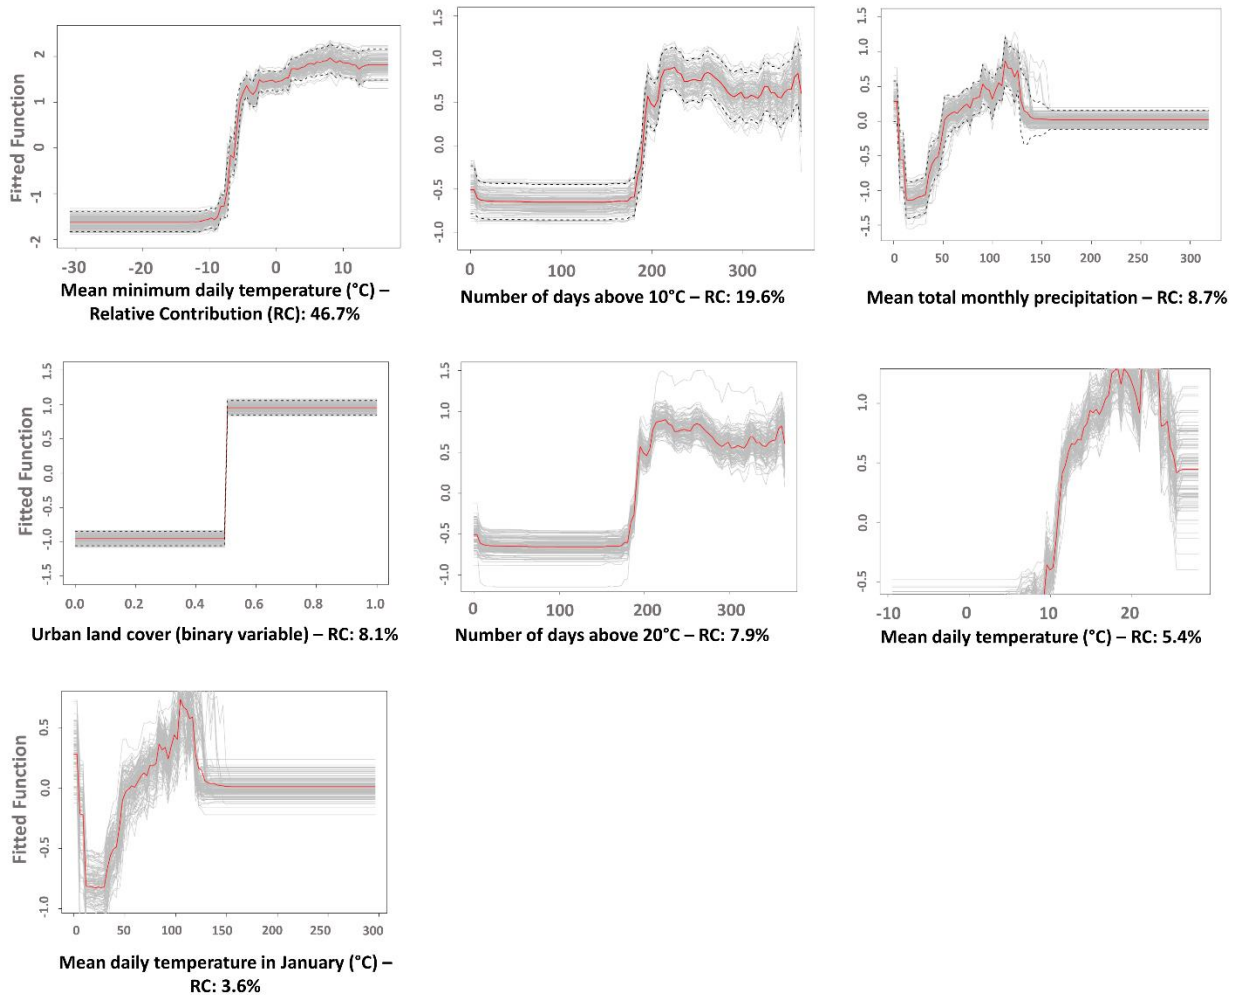 Fitted Function
2
1
0
-1
-2
-30 -20 -10 0 10
Mean minimum daily temperature (°C) –
Relative Contribution (RC): 46.7%
1.5
1.0
0.5
0.0
-0.5
-1.0
0 100 200 300
Number of days above 10°C – RC: 19.6%
1.5
1.0
0.5
0.0
-0.5
-1.0
-1.5
0 50 100 150 200 250 300
Mean total monthly precipitation – RC: 8.7%
Fitted Function
1.5
1.0
0.5
0.0
-0.5
-1.0
-1.5
0.0 0.2 0.4 0.6 0.8 1.0
Urban land cover (binary variable) – RC: 8.1%
1.5
1.0
0.5
0.0
-0.5
-1.0
0 100 200 300
Number of days above 20°C – RC: 7.9%
1.0
0.5
0.0
-0.5
-10 0 10 20
Mean daily temperature (°C) – RC: 5.4%
Fitted Function
0.5
0.0
-0.5
-1.0
0 50 100 150 200 250 300
Mean daily temperature in January (°C) –
RC: 3.6%